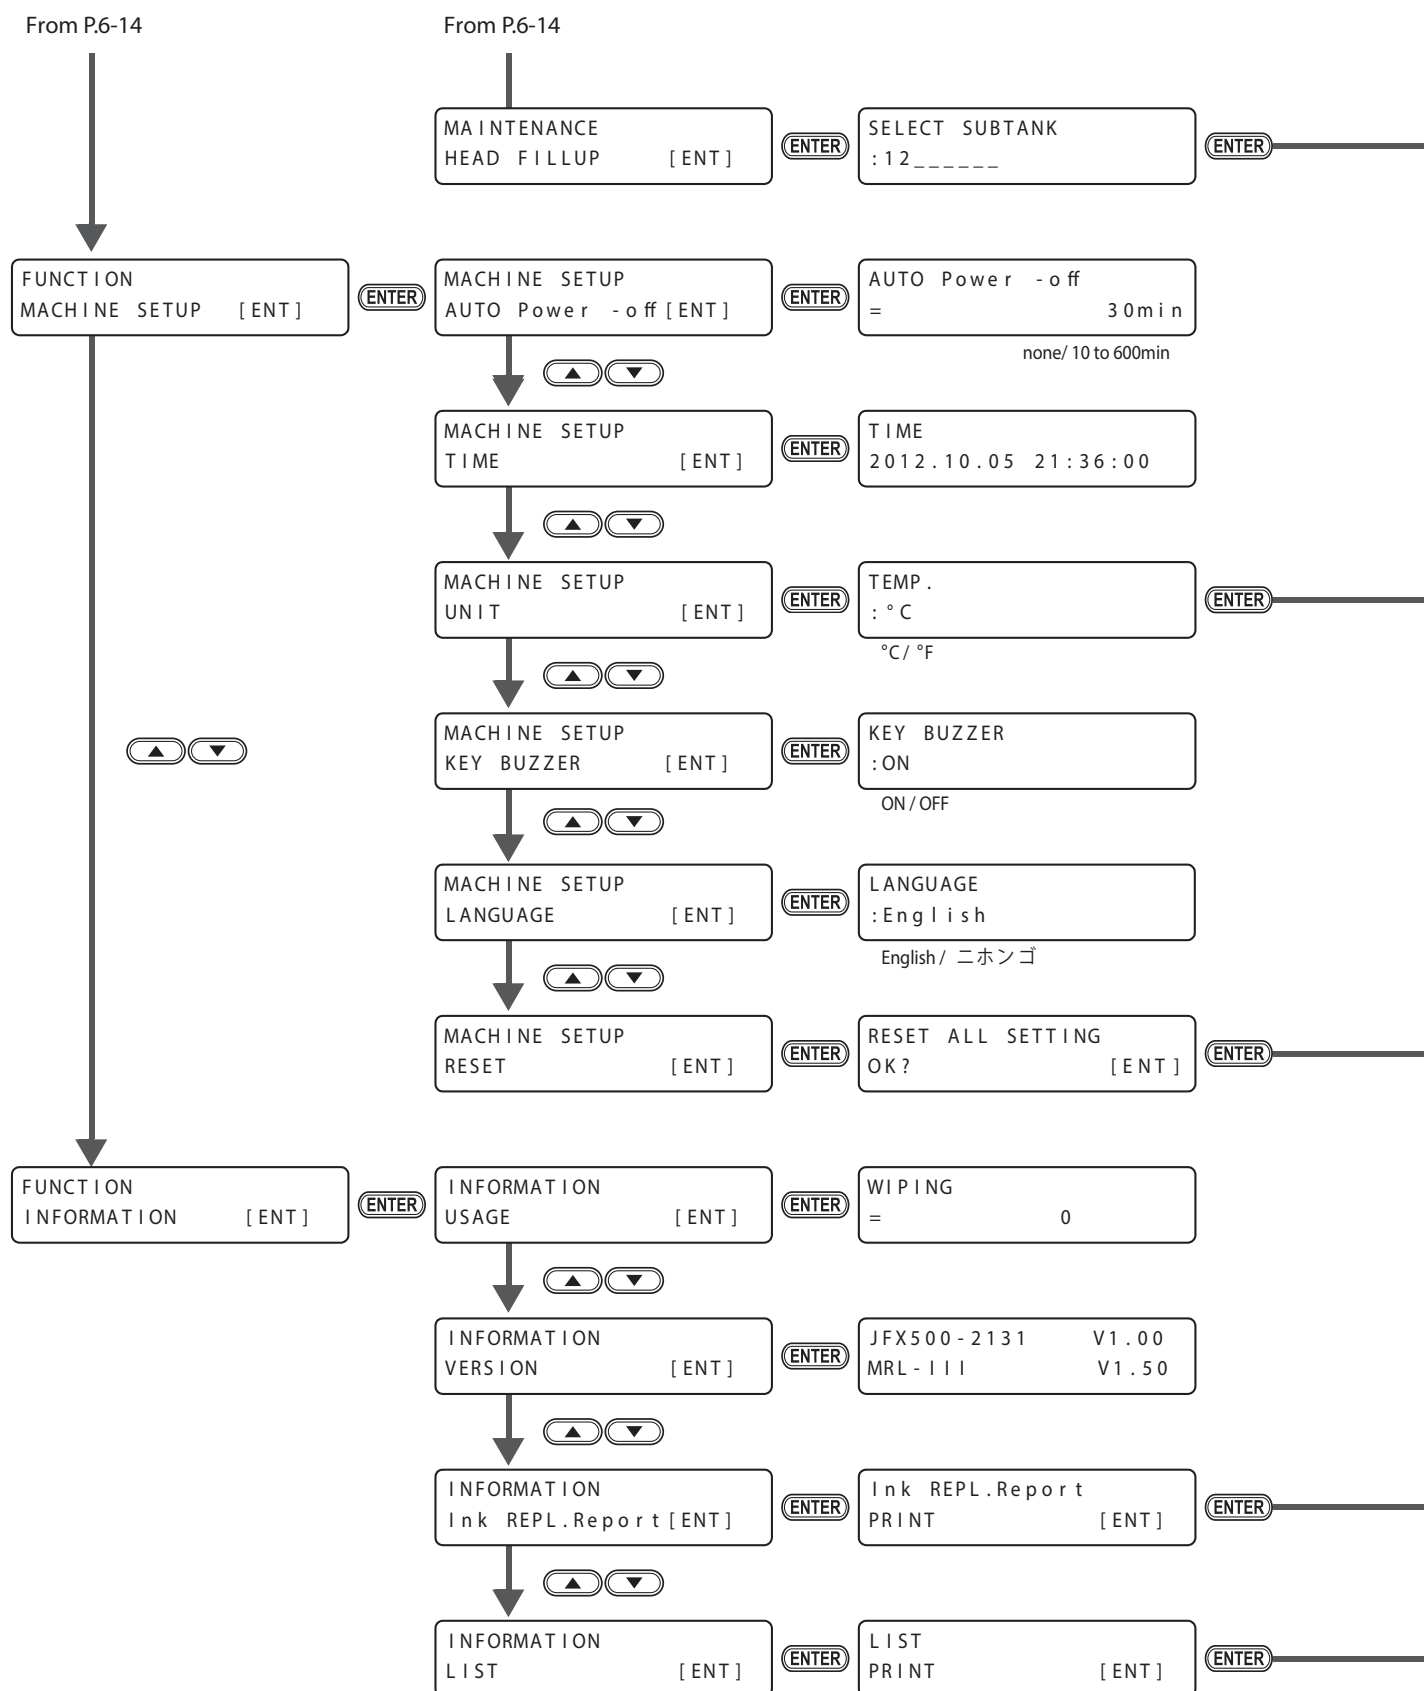 From P.6-14
From P.6-14
MAINTENANCE
HEAD FILLUP [ENT]
ENTER
SELECT SUBTANK
:12______
ENTER
FUNCTION
MACHINE SETUP [ENT]
ENTER
MACHINE SETUP
AUTO Power -off[ENT]
ENTER
AUTO Power -off
= 30min
none/ 10 to 600min
MACHINE SETUP
TIME [ENT]
ENTER
TIME
2012.10.05 21:36:00
MACHINE SETUP
UNIT [ENT]
ENTER
TEMP.
:°C
ENTER
°C/ °F
MACHINE SETUP
KEY BUZZER [ENT]
ENTER
KEY BUZZER
:ON
ON / OFF
MACHINE SETUP
LANGUAGE [ENT]
ENTER
LANGUAGE
:English
English / ニホンゴ
MACHINE SETUP
RESET [ENT]
ENTER
RESET ALL SETTING
OK? [ENT]
ENTER
FUNCTION
INFORMATION [ENT]
ENTER
INFORMATION
USAGE [ENT]
ENTER
WIPING
= 0
INFORMATION
VERSION [ENT]
ENTER
JFX500-2131 V1.00
MRL-III V1.50
INFORMATION
Ink REPL.Report[ENT]
ENTER
Ink REPL.Report
PRINT [ENT]
ENTER
INFORMATION
LIST [ENT]
ENTER
LIST
PRINT [ENT]
ENTER